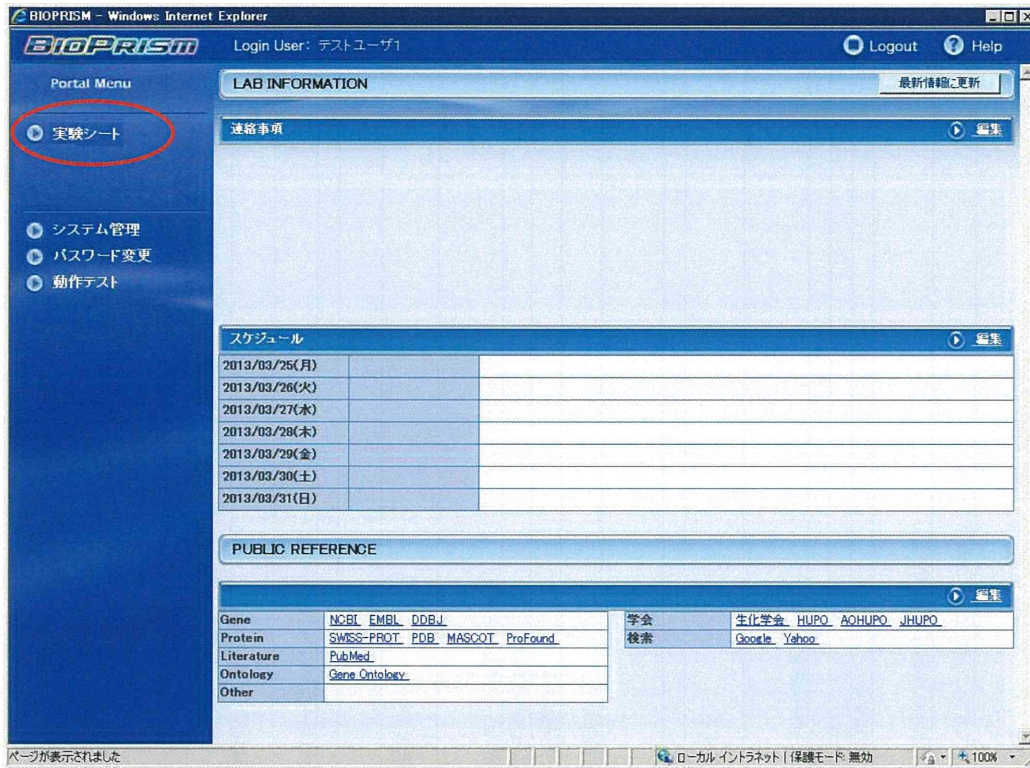 BIOPRISM - Windows Internet Explorer
BIOPRISM Login User: テストユーザ1 Logout Help
Portal Menu
実験シート
システム管理
パスワード変更
動作テスト
LAB INFORMATION 最新情報に更新
連絡事項 編集
スケジュール 編集
2013/03/25(月)
2013/03/26(火)
2013/03/27(水)
2013/03/28(木)
2013/03/29(金)
2013/03/30(土)
2013/03/31(日)
PUBLIC REFERENCE
編集
Gene NCBI EMBL DDBJ
Protein SWISS-PROT PDB MASCOT ProFound
Literature PubMed
Ontology Gene Ontology
Other
学会 生化学会 HUPO AOHUPO JHUPO
検索 Google Yahoo
ページが表示されました ローカル イントラネット | 保護モード: 無効 100%